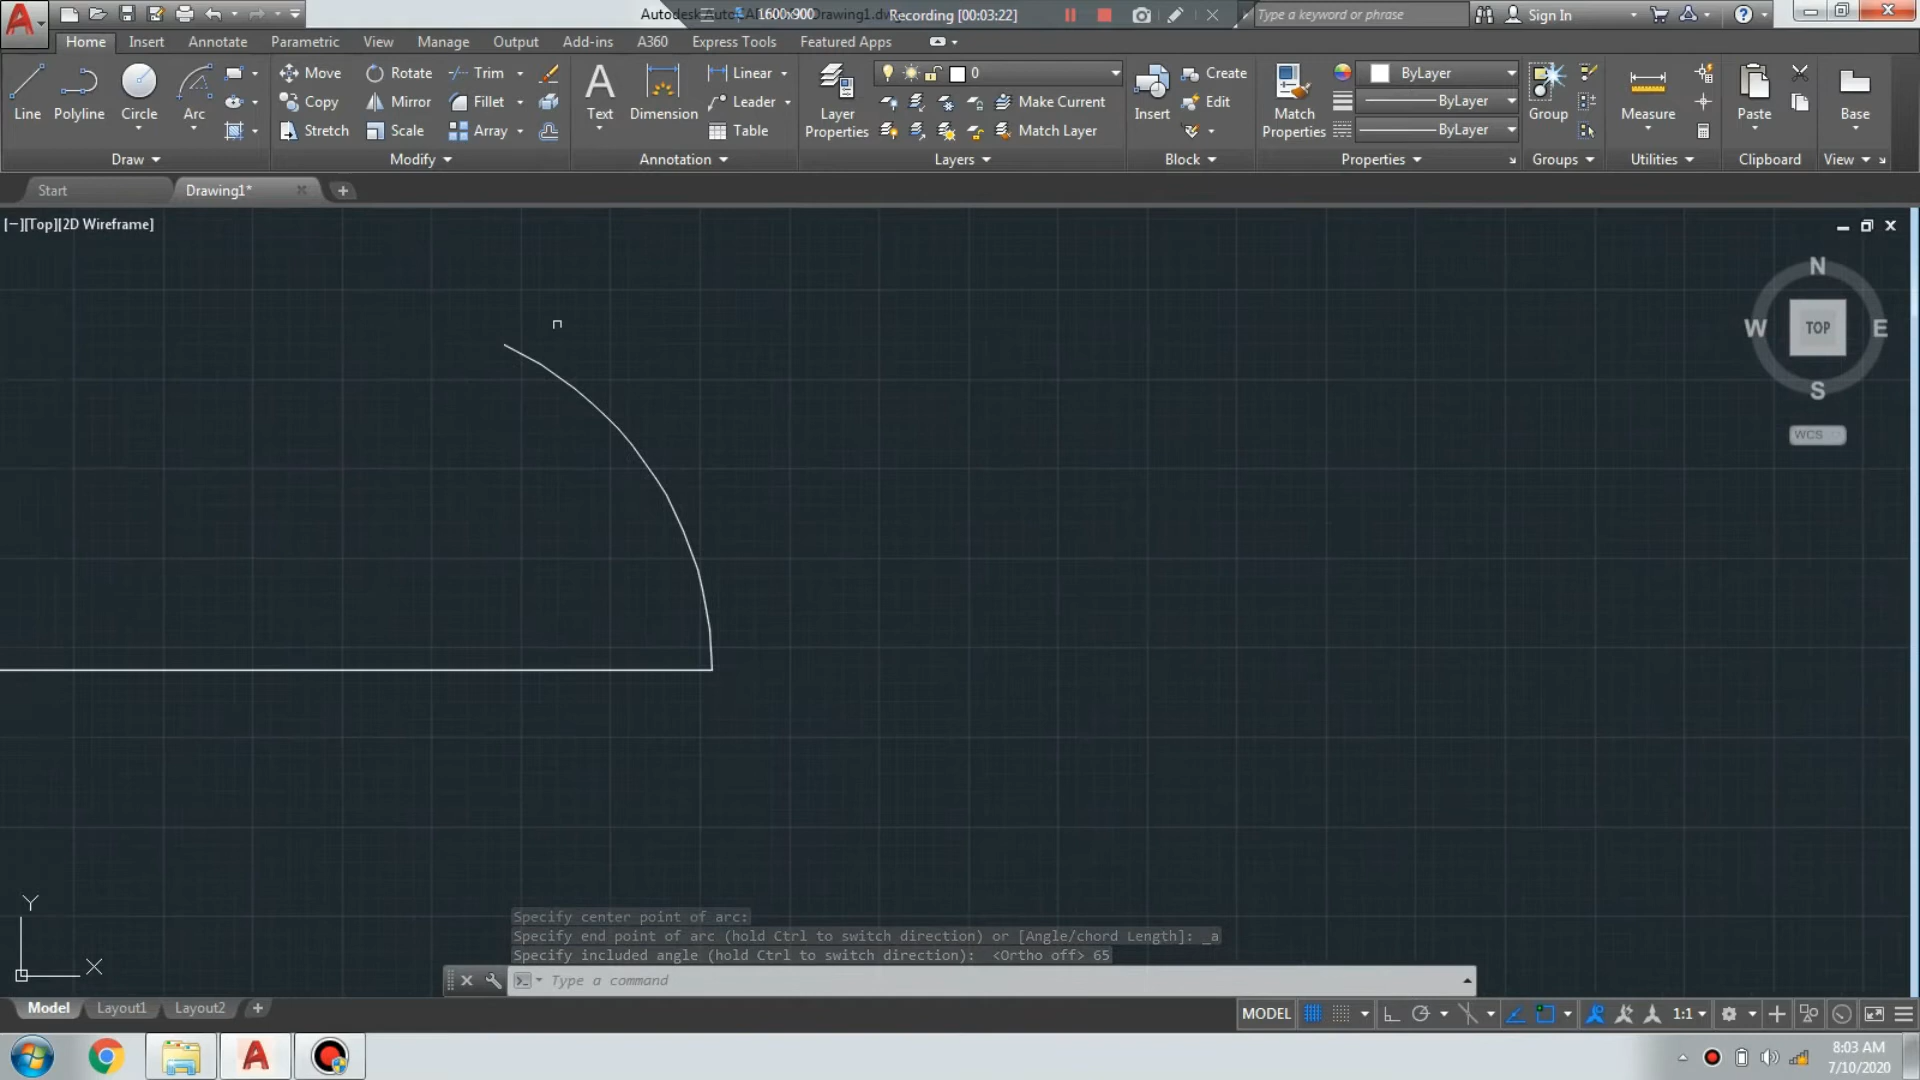 Autodesk Auto
1600x900
Drawing1.dw
Recording [00:03:22]
Type a keyword or phrase
Sign In
Home Insert Annotate Parametric View Manage Output Add-ins A360 Express Tools Featured Apps
Line Polyline Circle Arc
Move Rotate Trim
Copy Mirror Fillet
Stretch Scale Array
Text Dimension
Linear
Leader
Table
Layer
Properties
0
Make Current
Match Layer
Insert
Create
Edit
Match
Properties
ByLayer
ByLayer
ByLayer
Group
Measure
Paste
Base
Draw Modify Annotation Layers Block Properties Groups Utilities Clipboard View
Start Drawing1*
[−][Top][2D Wireframe]
N
W TOP E
S
WCS
Y
X
Specify center point of arc:
Specify end point of arc (hold Ctrl to switch direction) or [Angle/chord Length]: _a
Specify included angle (hold Ctrl to switch direction):  <Ortho off> 65
Type a command
Model Layout1 Layout2 +
MODEL 1:1
8:03 AM
7/10/2020